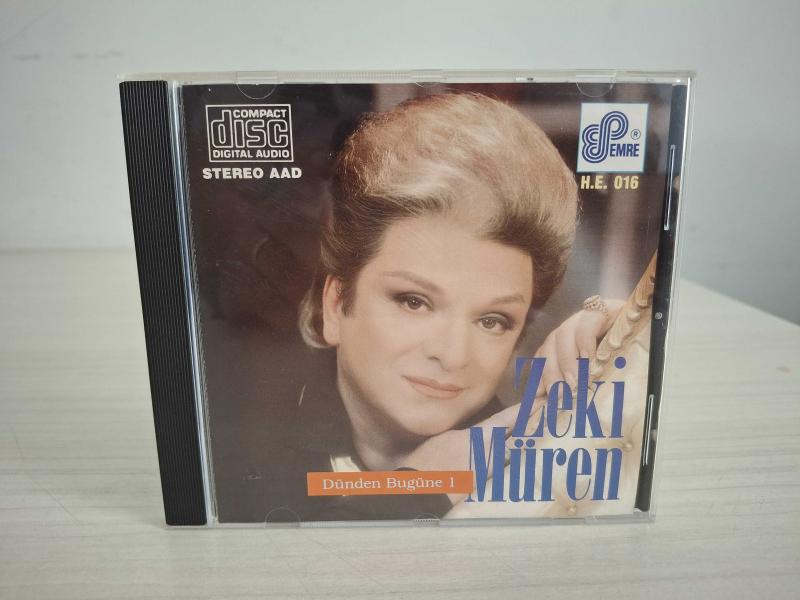 COMPACT
disc
DIGITAL AUDIO
STEREO AAD
EMRE ®
H.E. 016
Zeki
Müren
Dünden Bugüne 1